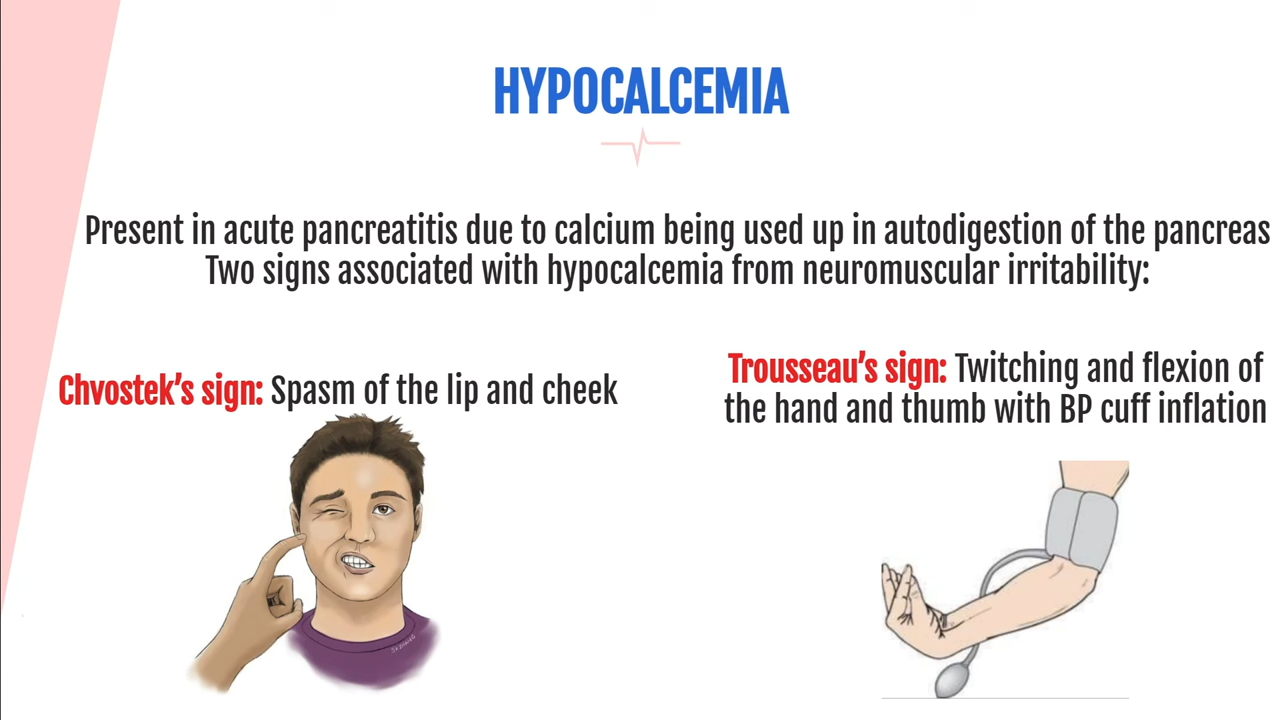 HYPOCALCEMIA
Present in acute pancreatitis due to calcium being used up in autodigestion of the pancreas
Two signs associated with hypocalcemia from neuromuscular irritability:
Chvostek's sign: Spasm of the lip and cheek
Trousseau's sign: Twitching and flexion of
the hand and thumb with BP cuff inflation